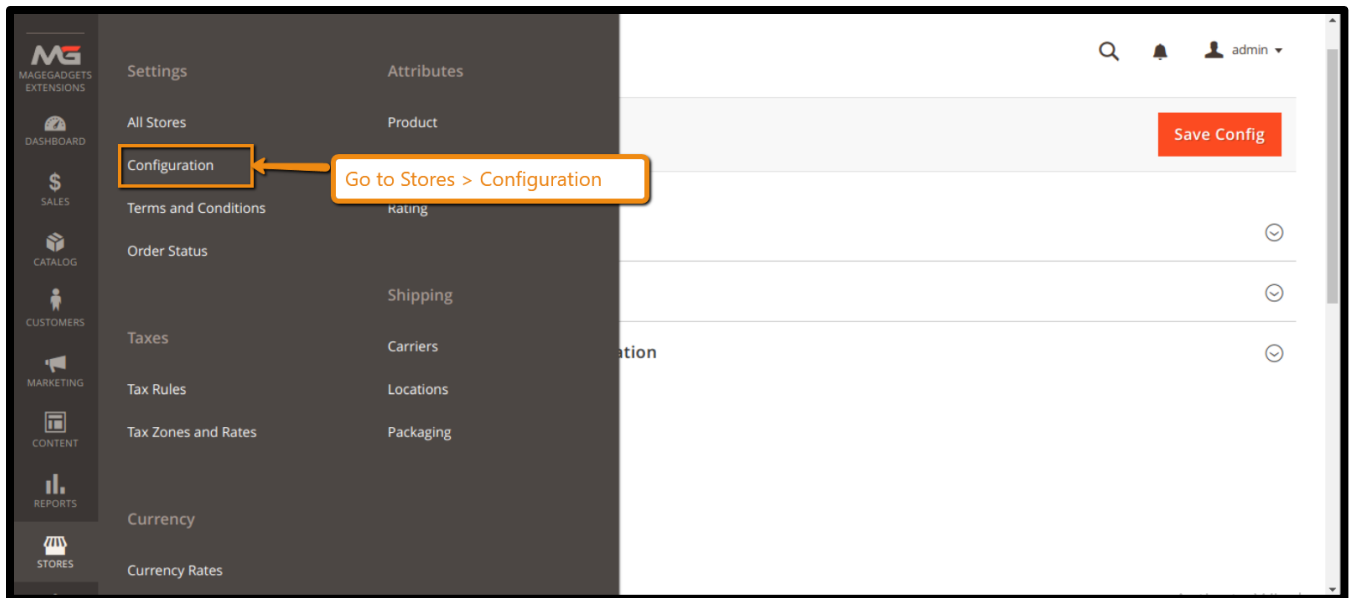 MG
MAGEGADGETS
EXTENSIONS
DASHBOARD
$
SALES
CATALOG
CUSTOMERS
MARKETING
CONTENT
REPORTS
STORES
Settings
All Stores
Configuration
Terms and Conditions
Order Status
Taxes
Tax Rules
Tax Zones and Rates
Currency
Currency Rates
Attributes
Product
Go to Stores > Configuration
Rating
Shipping
Carriers
Locations
Packaging
admin
Save Config
ation